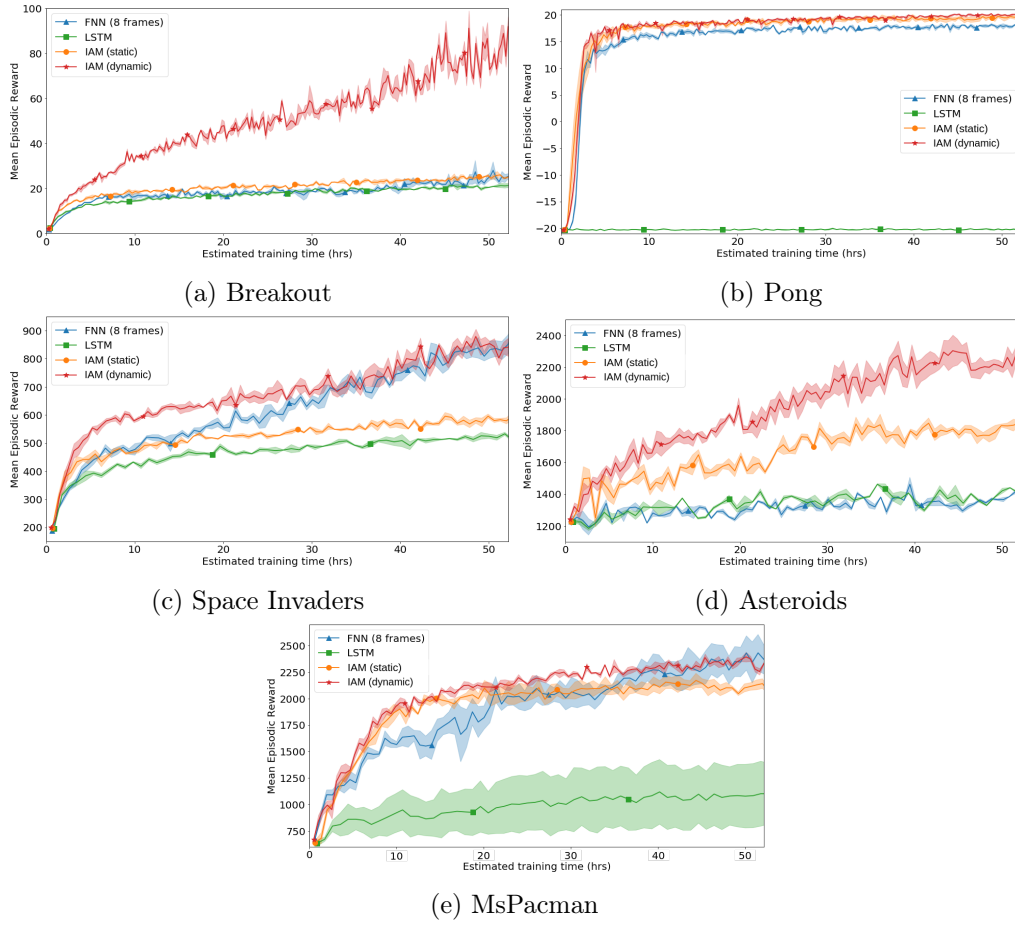 Mean Episodic Reward
100
80
60
40
20
0
FNN (8 frames)
LSTM
IAM (static)
IAM (dynamic)
0 10 20 30 40 50
Estimated training time (hrs)
(a) Breakout
Mean Episodic Reward
20
15
10
5
0
−5
−10
−15
−20
FNN (8 frames)
LSTM
IAM (static)
IAM (dynamic)
0 10 20 30 40 50
Estimated training time (hrs)
(b) Pong
Mean Episodic Reward
900
800
700
600
500
400
300
200
FNN (8 frames)
LSTM
IAM (static)
IAM (dynamic)
0 10 20 30 40 50
Estimated training time (hrs)
(c) Space Invaders
Mean Episodic Reward
2400
2200
2000
1800
1600
1400
1200
FNN (8 frames)
LSTM
IAM (static)
IAM (dynamic)
0 10 20 30 40 50
Estimated training time (hrs)
(d) Asteroids
Mean Episodic Reward
2500
2250
2000
1750
1500
1250
1000
750
FNN (8 frames)
LSTM
IAM (static)
IAM (dynamic)
0 10 20 30 40 50
Estimated training time (hrs)
(e) MsPacman